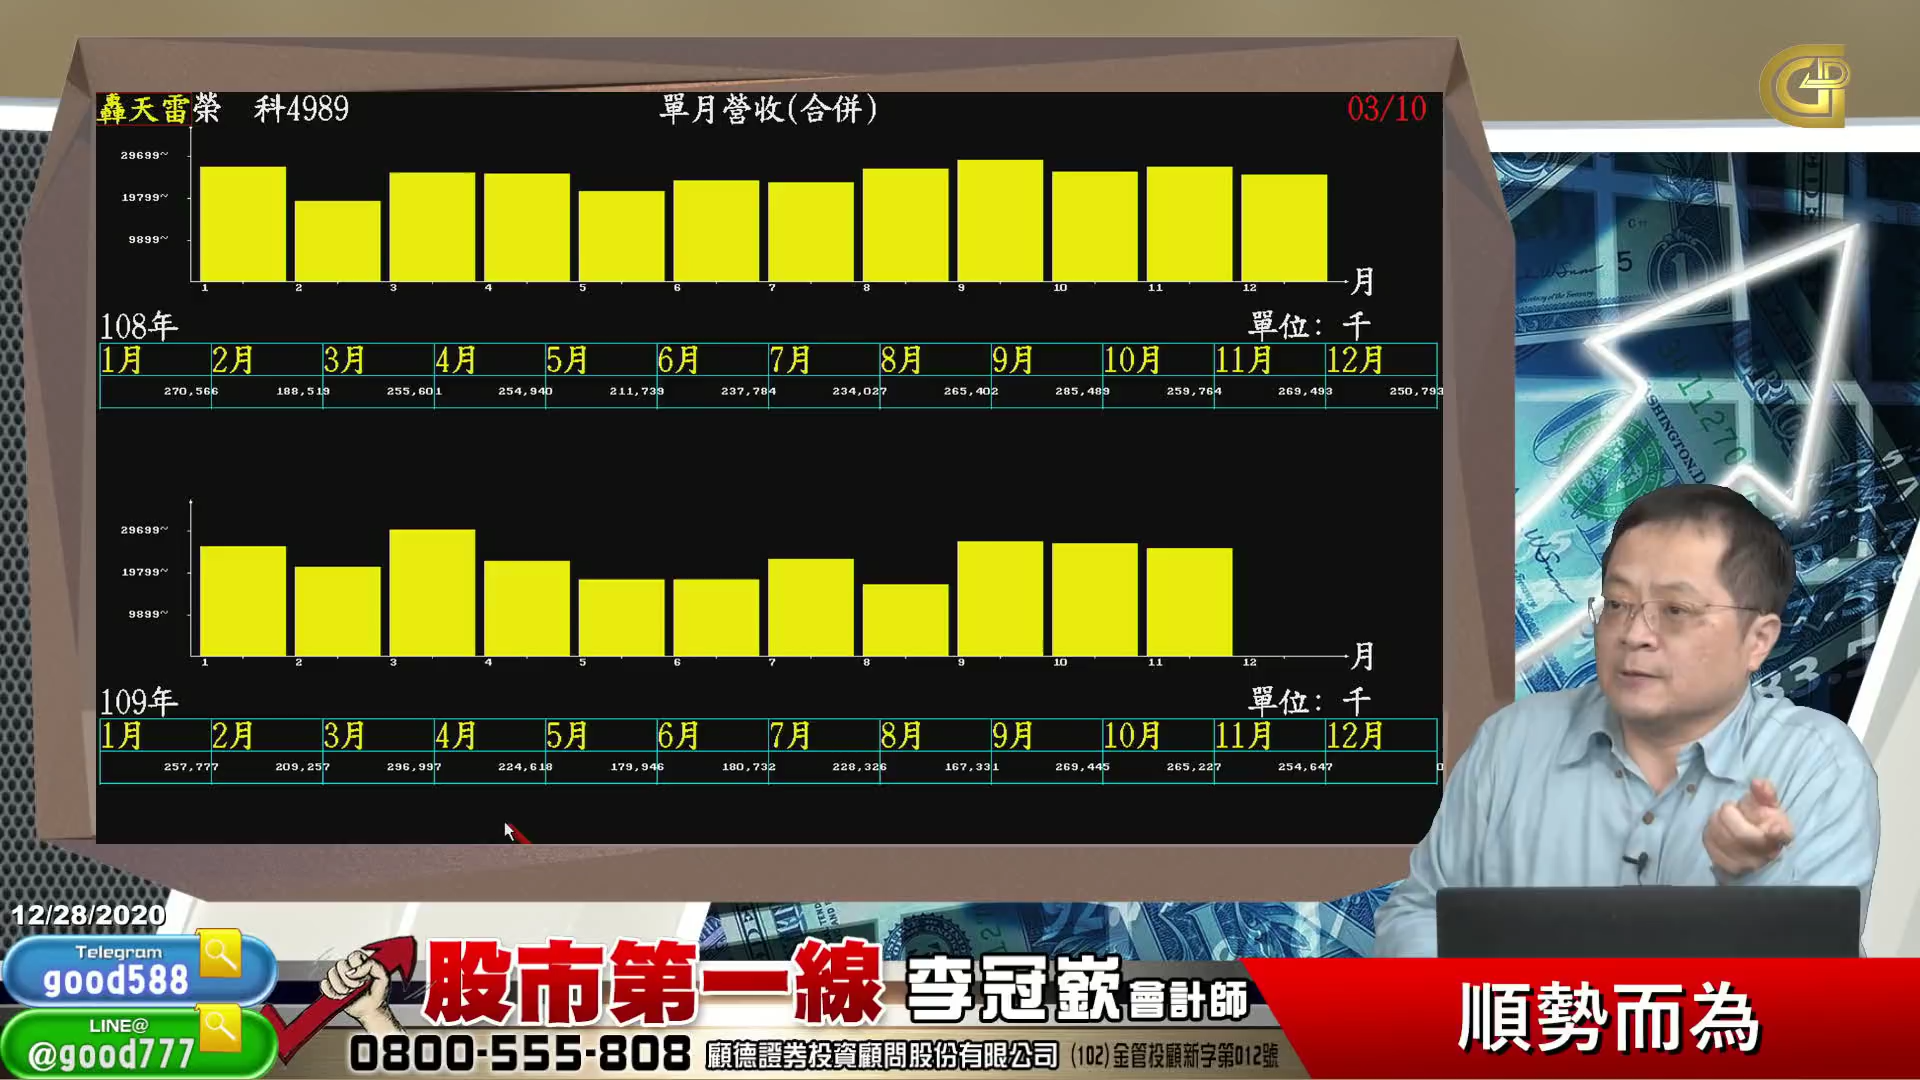 轟天雷榮 科4989 單月營收(合併) 03/10
29699~
19799~
9899~
1 2 3 4 5 6 7 8 9 10 11 12 月
108年 單位: 千
1月 2月 3月 4月 5月 6月 7月 8月 9月 10月 11月 12月
270,566 188,519 255,601 254,940 211,739 237,784 234,027 265,402 285,489 259,764 269,493 250,793
29699~
19799~
9899~
1 2 3 4 5 6 7 8 9 10 11 12 月
109年 單位: 千
1月 2月 3月 4月 5月 6月 7月 8月 9月 10月 11月 12月
257,777 209,257 296,997 224,618 179,946 180,732 228,326 167,331 269,445 265,227 254,647 0
12/28/2020
Telegram
good588
LINE@
@good777
股市第一線 李冠嶔 會計師
0800-555-808 顧德證券投資顧問股份有限公司 (102)金管投顧新字第012號
順勢而為